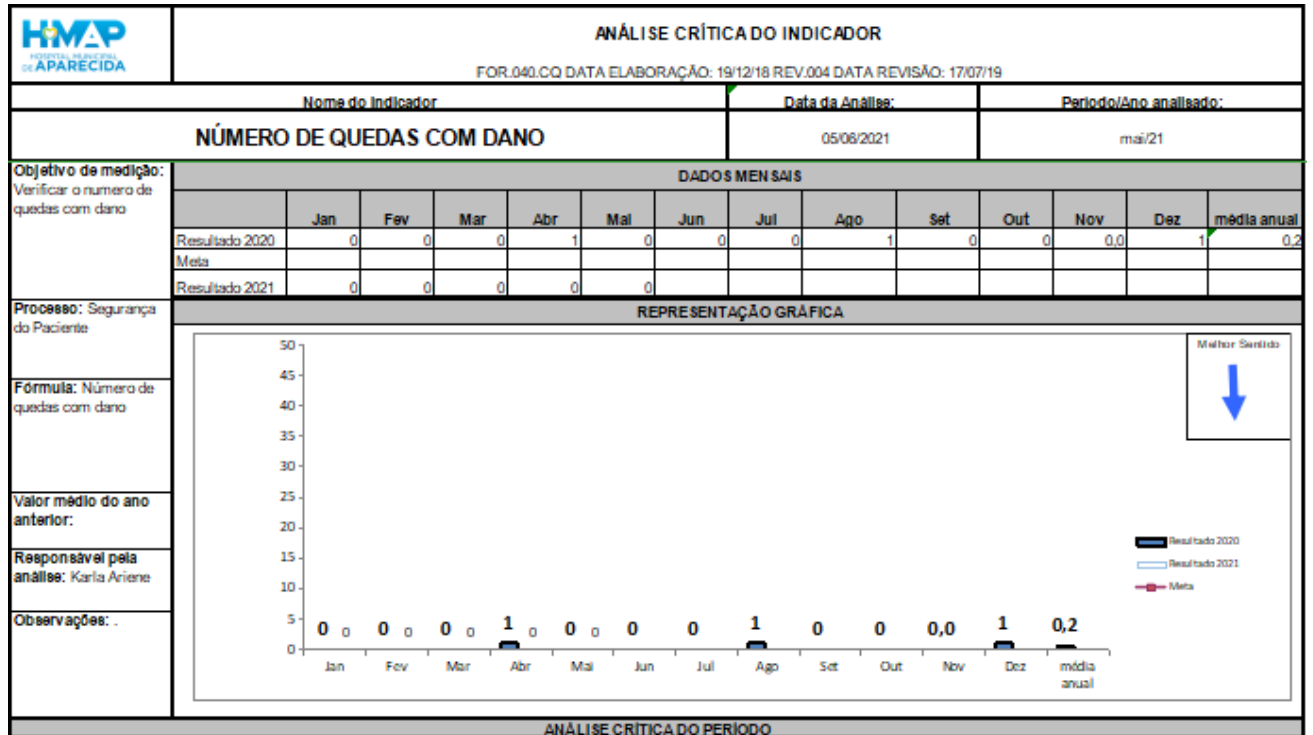 HMAP
HOSPITAL MUNICIPAL
DE APARECIDA
ANÁLISE CRÍTICA DO INDICADOR
FOR.040.CQ DATA ELABORAÇÃO: 19/12/18 REV.004 DATA REVISÃO: 17/07/19
Nome do Indicador Data da Análise: Período/Ano analisado:
NÚMERO DE QUEDAS COM DANO 05/06/2021 mai/21
Objetivo de medição:
Verificar o numero de
quedas com dano
DADOS MENSAIS
Jan Fev Mar Abr Mai Jun Jul Ago Set Out Nov Dez média anual
Resultado 2020 0 0 0 1 0 0 0 1 0 0 0,0 1 0,2
Meta
Resultado 2021 0 0 0 0 0
Processo: Segurança
do Paciente
Fórmula: Número de
quedas com dano
Valor médio do ano
anterior:
Responsável pela
análise: Karla Ariene
Observações: .
REPRESENTAÇÃO GRÁFICA
Melhor Sentido
50
45
40
35
30
25
20
15
10
5
0
Resultado 2020
Resultado 2021
Meta
0 0 0 0 0 0 1 0 0 0 0 0 1 0 0 0,0 1 0,2
Jan Fev Mar Abr Mai Jun Jul Ago Set Out Nov Dez média
anual
ANÁLISE CRÍTICA DO PERÍODO